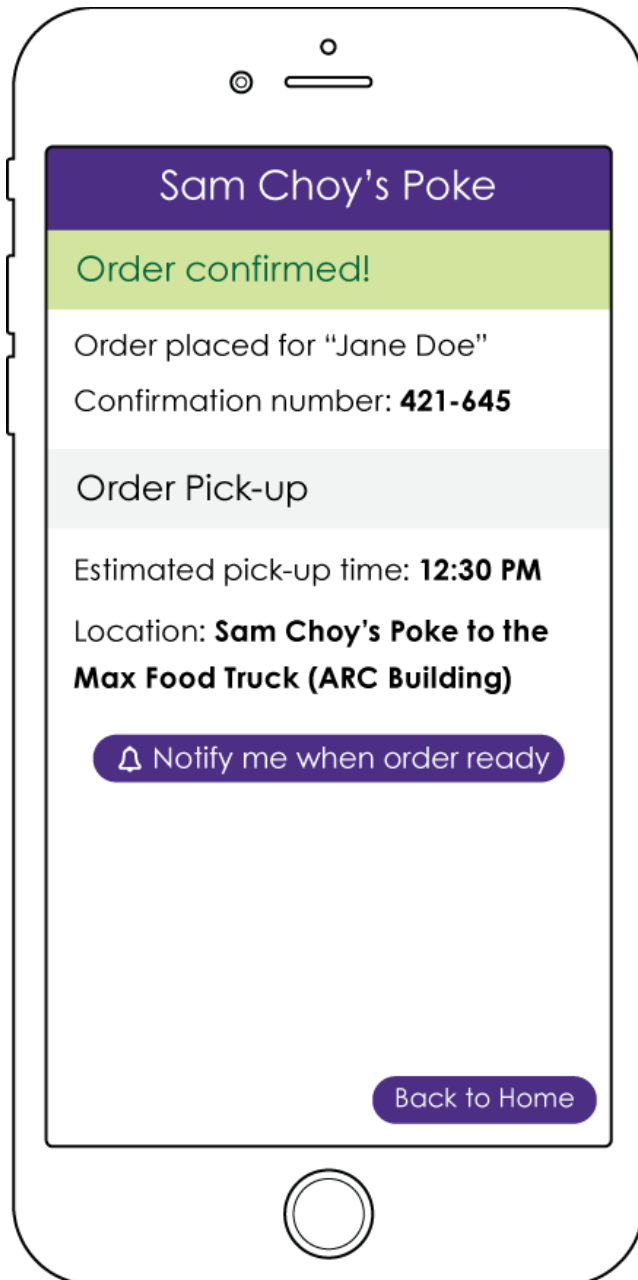 Sam Choy's Poke
Order confirmed!
Order placed for “Jane Doe”
Confirmation number: 421-645
Order Pick-up
Estimated pick-up time: 12:30 PM
Location: Sam Choy's Poke to the
Max Food Truck (ARC Building)
Notify me when order ready
Back to Home